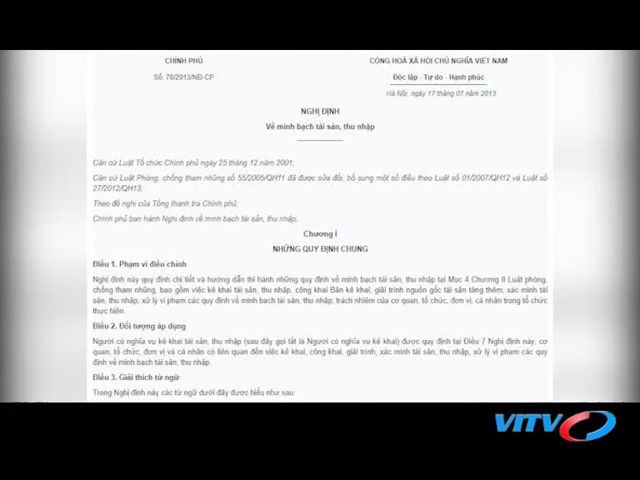 CHÍNH PHỦ
CỘNG HOÀ XÃ HỘI CHỦ NGHĨA VIỆT NAM
Số: 78/2013/NĐ-CP
Độc lập - Tự do - Hạnh phúc
Hà Nội, ngày 17 tháng 07 năm 2013
NGHỊ ĐỊNH
Về minh bạch tài sản, thu nhập
Căn cứ Luật Tổ chức Chính phủ ngày 25 tháng 12 năm 2001,
Căn cứ Luật Phòng, chống tham nhũng số 55/2005/QH11 đã được sửa đổi, bổ sung một số điều theo Luật số 01/2007/QH12 và Luật số
27/2012/QH13;
Theo đề nghị của Tổng thanh tra Chính phủ;
Chính phủ ban hành Nghị định về minh bạch tài sản, thu nhập,
Chương I
NHỮNG QUY ĐỊNH CHUNG
Điều 1. Phạm vi điều chỉnh
Nghị định này quy định chi tiết và hướng dẫn thi hành những quy định về minh bạch tài sản, thu nhập tại Mục 4 Chương II Luật phòng,
chống tham nhũng, bao gồm việc kê khai tài sản, thu nhập, công khai Bản kê khai, giải trình nguồn gốc tài sản tăng thêm, xác minh tài
sản, thu nhập, xử lý vi phạm các quy định về minh bạch tài sản, thu nhập; trách nhiệm của cơ quan, tổ chức, đơn vị, cá nhân trong tổ chức
thực hiện.
Điều 2. Đối tượng áp dụng
Người có nghĩa vụ kê khai tài sản, thu nhập (sau đây gọi tắt là Người có nghĩa vụ kê khai) được quy định tại Điều 7 Nghị định này, cơ
quan, tổ chức, đơn vị và cá nhân có liên quan đến việc kê khai, công khai, giải trình, xác minh tài sản, thu nhập, xử lý vi phạm các quy
định về minh bạch tài sản, thu nhập.
Điều 3. Giải thích từ ngữ
Trong Nghị định này các từ ngữ dưới đây được hiểu như sau:
VITV